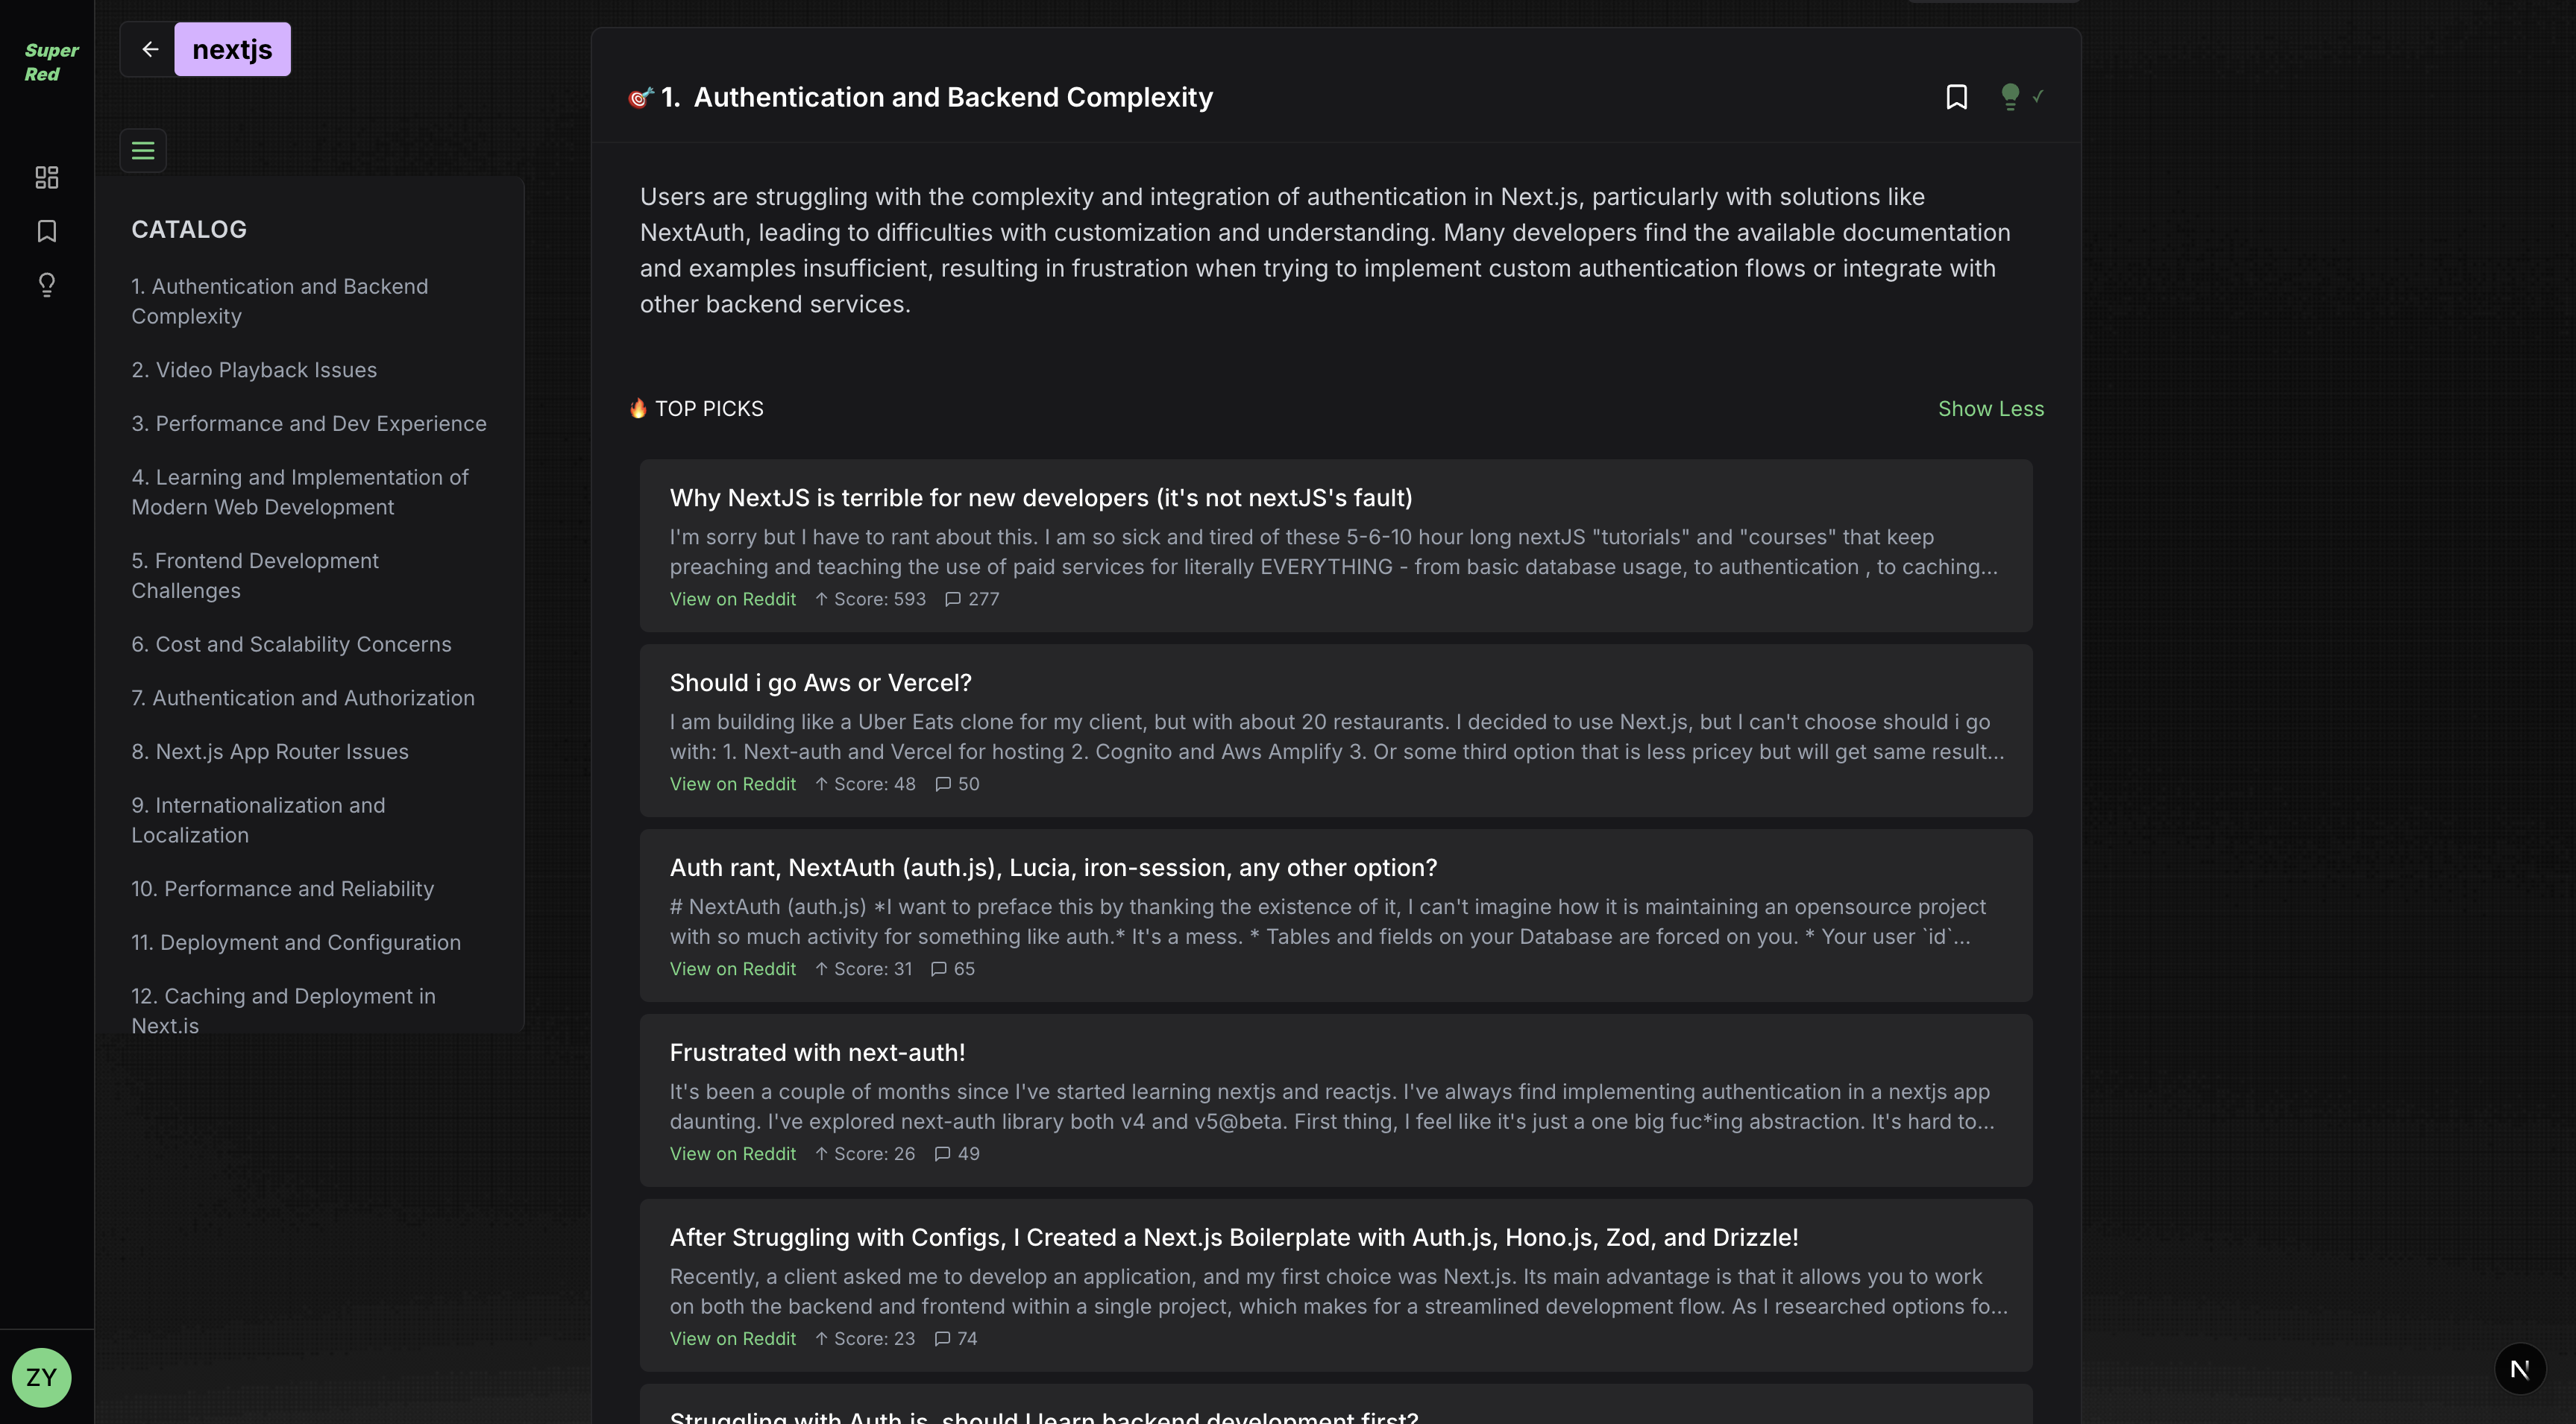 Super
Red
nextjs
CATALOG
1. Authentication and Backend
Complexity
2. Video Playback Issues
3. Performance and Dev Experience
4. Learning and Implementation of
Modern Web Development
5. Frontend Development
Challenges
6. Cost and Scalability Concerns
7. Authentication and Authorization
8. Next.js App Router Issues
9. Internationalization and
Localization
10. Performance and Reliability
11. Deployment and Configuration
12. Caching and Deployment in
Next.js
ZY
🎯 1. Authentication and Backend Complexity
Users are struggling with the complexity and integration of authentication in Next.js, particularly with solutions like
NextAuth, leading to difficulties with customization and understanding. Many developers find the available documentation
and examples insufficient, resulting in frustration when trying to implement custom authentication flows or integrate with
other backend services.
🔥 TOP PICKS
Show Less
Why NextJS is terrible for new developers (it's not nextJS's fault)
I'm sorry but I have to rant about this. I am so sick and tired of these 5-6-10 hour long nextJS "tutorials" and "courses" that keep
preaching and teaching the use of paid services for literally EVERYTHING - from basic database usage, to authentication , to caching...
View on Reddit ↑ Score: 593 277
Should i go Aws or Vercel?
I am building like a Uber Eats clone for my client, but with about 20 restaurants. I decided to use Next.js, but I can't choose should i go
with: 1. Next-auth and Vercel for hosting 2. Cognito and Aws Amplify 3. Or some third option that is less pricey but will get same result...
View on Reddit ↑ Score: 48 50
Auth rant, NextAuth (auth.js), Lucia, iron-session, any other option?
# NextAuth (auth.js) *I want to preface this by thanking the existence of it, I can't imagine how it is maintaining an opensource project
with so much activity for something like auth.* It's a mess. * Tables and fields on your Database are forced on you. * Your user `id`...
View on Reddit ↑ Score: 31 65
Frustrated with next-auth!
It's been a couple of months since I've started learning nextjs and reactjs. I've always find implementing authentication in a nextjs app
daunting. I've explored next-auth library both v4 and v5@beta. First thing, I feel like it's just a one big fuc*ing abstraction. It's hard to...
View on Reddit ↑ Score: 26 49
After Struggling with Configs, I Created a Next.js Boilerplate with Auth.js, Hono.js, Zod, and Drizzle!
Recently, a client asked me to develop an application, and my first choice was Next.js. Its main advantage is that it allows you to work
on both the backend and frontend within a single project, which makes for a streamlined development flow. As I researched options fo...
View on Reddit ↑ Score: 23 74
Struggling with Auth.js, should I learn backend development first?
N